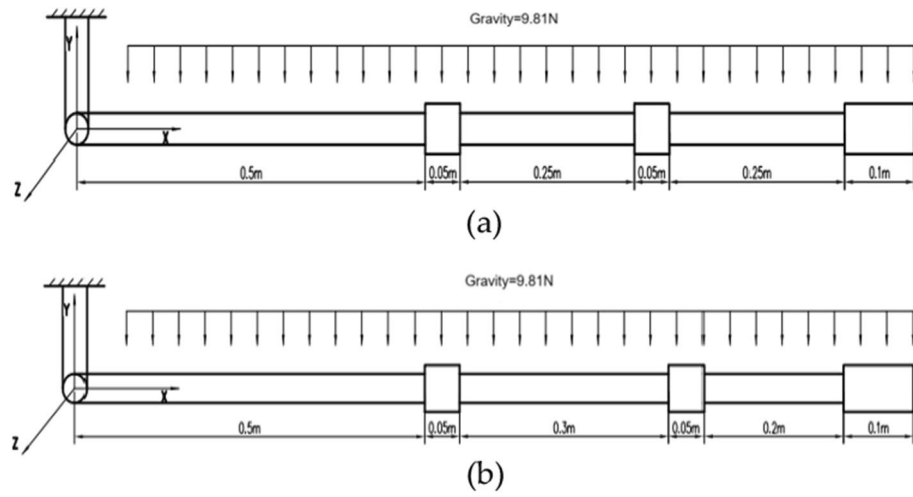 Gravity=9.81N
Y
X
Z
0.5m
0.05m
0.25m
0.05m
0.25m
0.1m
(a)
Gravity=9.81N
Y
X
Z
0.5m
0.05m
0.3m
0.05m
0.2m
0.1m
(b)